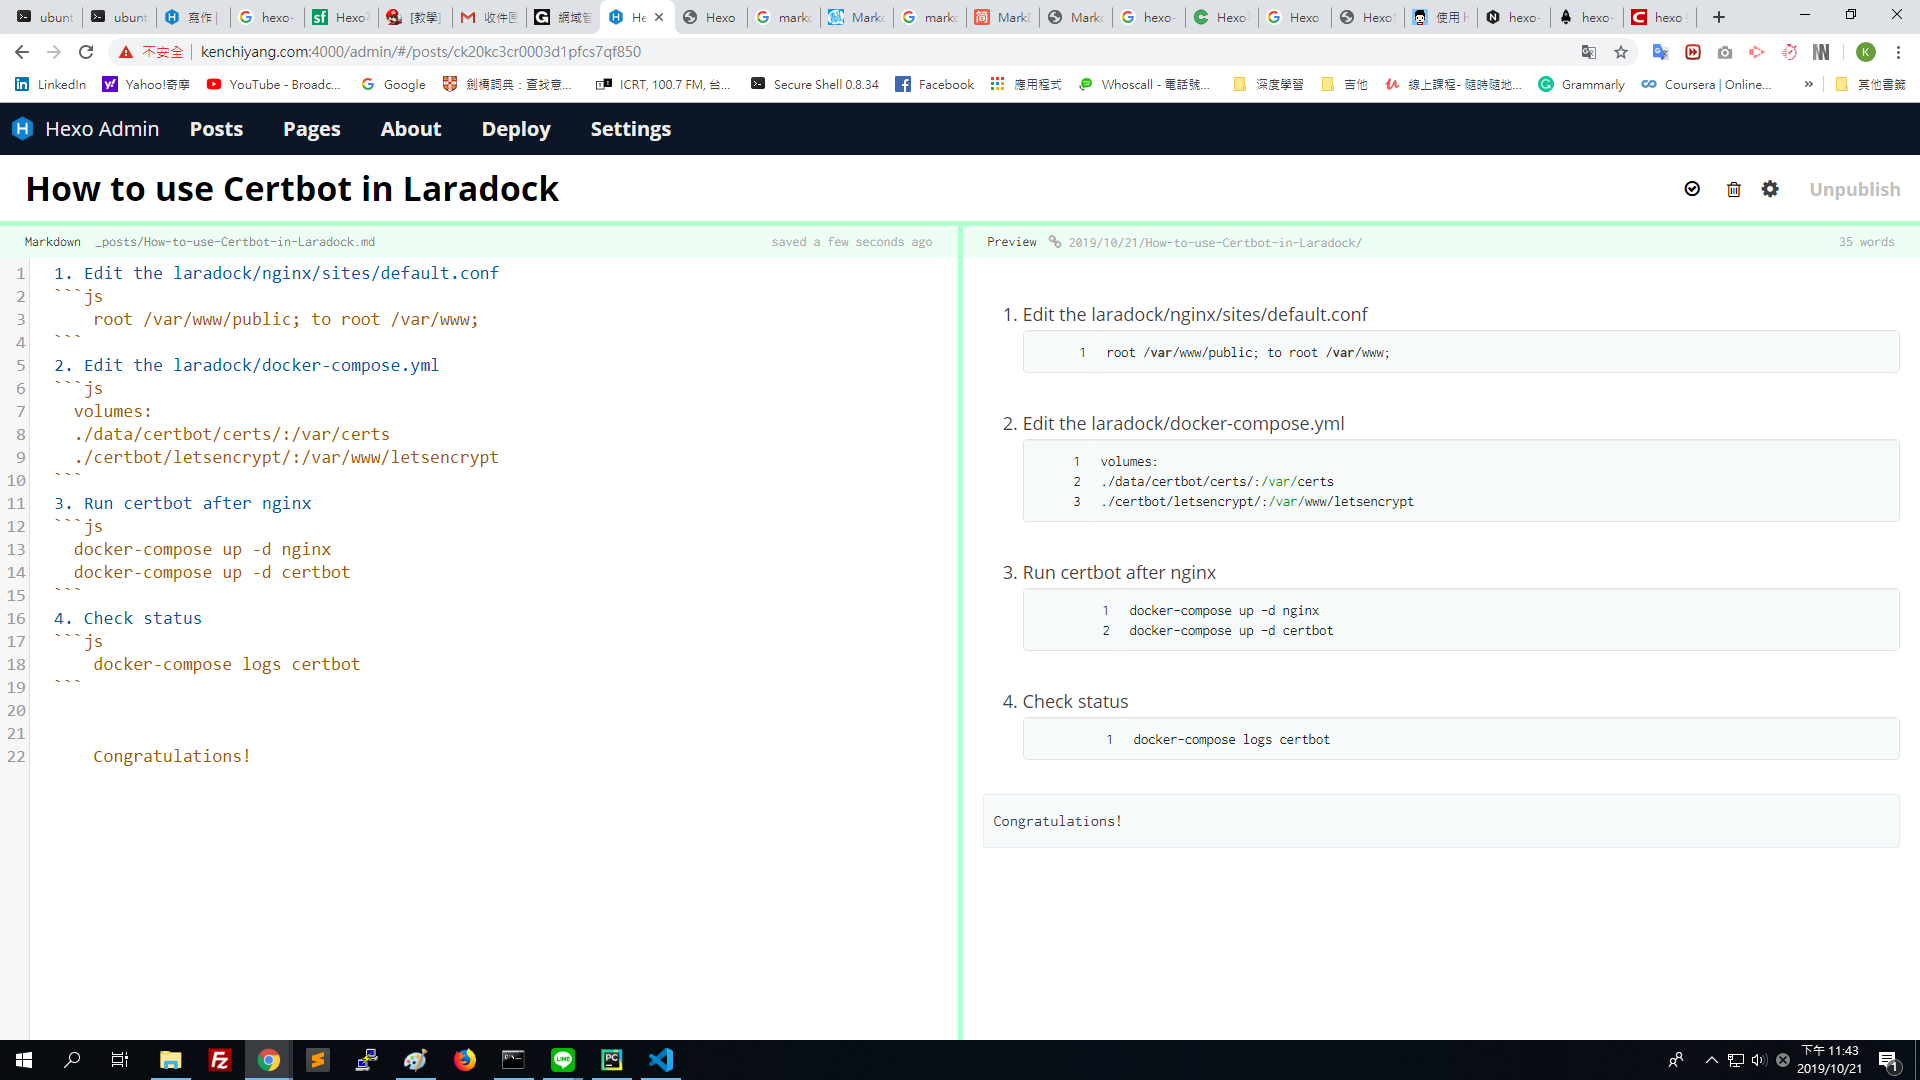 ubunt
ubunt
寫作 |
hexo-
Hexo
[教學]
收件匣
網域管
He
Hexo
mark
Mark
mark
Mark
Mark
hexo-
Hexo
Hexo
Hexo
使用 h
hexo-
hexo-
hexo
不安全
kenchiyang.com:4000/admin/#/posts/ck20kc3cr0003d1pfcs7qf850
LinkedIn
Yahoo!奇摩
YouTube - Broadc...
Google
劍橋詞典：查找意...
ICRT, 100.7 FM, 台...
Secure Shell 0.8.34
Facebook
應用程式
Whoscall - 電話號...
深度學習
吉他
線上課程- 隨時隨地...
Grammarly
Coursera | Online...
»
其他書籤
Hexo Admin
Posts
Pages
About
Deploy
Settings
How to use Certbot in Laradock
Unpublish
Markdown _posts/How-to-use-Certbot-in-Laradock.md
saved a few seconds ago
1 1. Edit the laradock/nginx/sites/default.conf
2 ```js
3 root /var/www/public; to root /var/www;
4 ```
5 2. Edit the laradock/docker-compose.yml
6 ```js
7 volumes:
8 ./data/certbot/certs/:/var/certs
9 ./certbot/letsencrypt/:/var/www/letsencrypt
10 ```
11 3. Run certbot after nginx
12 ```js
13 docker-compose up -d nginx
14 docker-compose up -d certbot
15 ```
16 4. Check status
17 ```js
18 docker-compose logs certbot
19 ```
20
21
22 Congratulations!
Preview 2019/10/21/How-to-use-Certbot-in-Laradock/
35 words
1. Edit the laradock/nginx/sites/default.conf
1 root /var/www/public; to root /var/www;
2. Edit the laradock/docker-compose.yml
1 volumes:
2 ./data/certbot/certs/:/var/certs
3 ./certbot/letsencrypt/:/var/www/letsencrypt
3. Run certbot after nginx
1 docker-compose up -d nginx
2 docker-compose up -d certbot
4. Check status
1 docker-compose logs certbot
Congratulations!
下午 11:43
2019/10/21
1